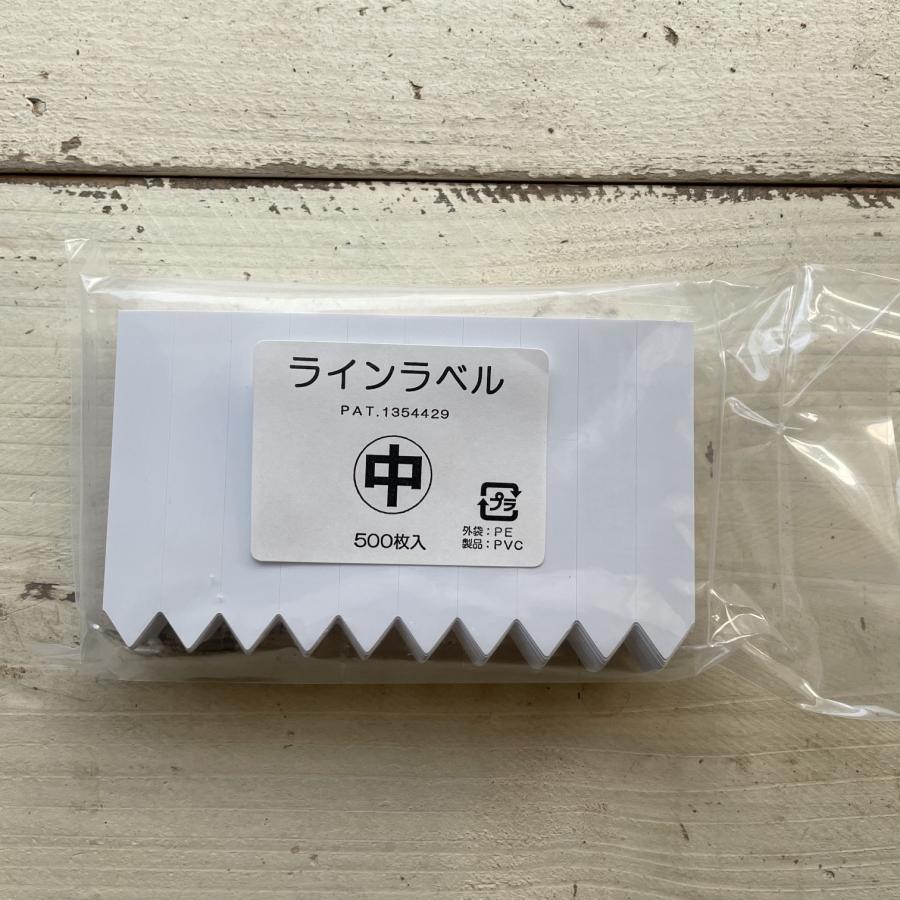 ラインラベル
PAT.1354429
中
プラ
500枚入
外袋:PE
製品:PVC